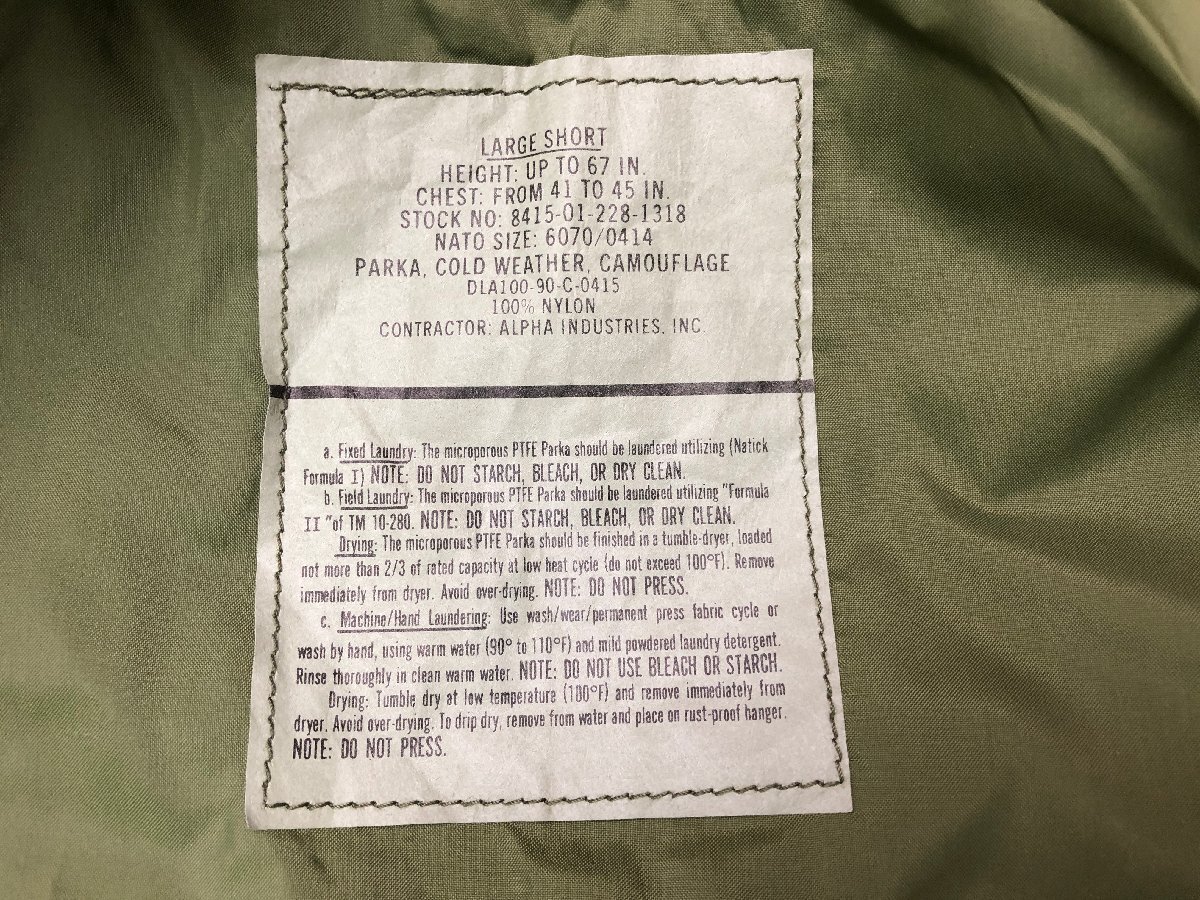 LARGE SHORT
HEIGHT: UP TO 67 IN.
CHEST: FROM 41 TO 45 IN.
STOCK NO: 8415-01-228-1318
NATO SIZE: 6070/0414
PARKA, COLD WEATHER, CAMOUFLAGE
DLA100-90-C-0415
100% NYLON
CONTRACTOR: ALPHA INDUSTRIES, INC.
a. Fixed Laundry: The microporous PTFE Parka should be laundered utilizing (Natick
Formula I) NOTE: DO NOT STARCH, BLEACH, OR DRY CLEAN.
b. Field Laundry: The microporous PTFE Parka should be laundered utilizing "Formula
II "of TM 10-280. NOTE: DO NOT STARCH, BLEACH, OR DRY CLEAN.
Drying: The microporous PTFE Parka should be finished in a tumble-dryer, loaded
not more than 2/3 of rated capacity at low heat cycle (do not exceed 100°F). Remove
immediately from dryer. Avoid over-drying. NOTE: DO NOT PRESS.
c. Machine/Hand Laundering: Use wash/wear/permanent press fabric cycle or
wash by hand, using warm water (90° to 110°F) and mild powdered laundry detergent.
Rinse thoroughly in clean warm water. NOTE: DO NOT USE BLEACH OR STARCH.
Drying: Tumble dry at low temperature (100°F) and remove immediately from
dryer. Avoid over-drying. To drip dry, remove from water and place on rust-proof hanger.
NOTE: DO NOT PRESS.